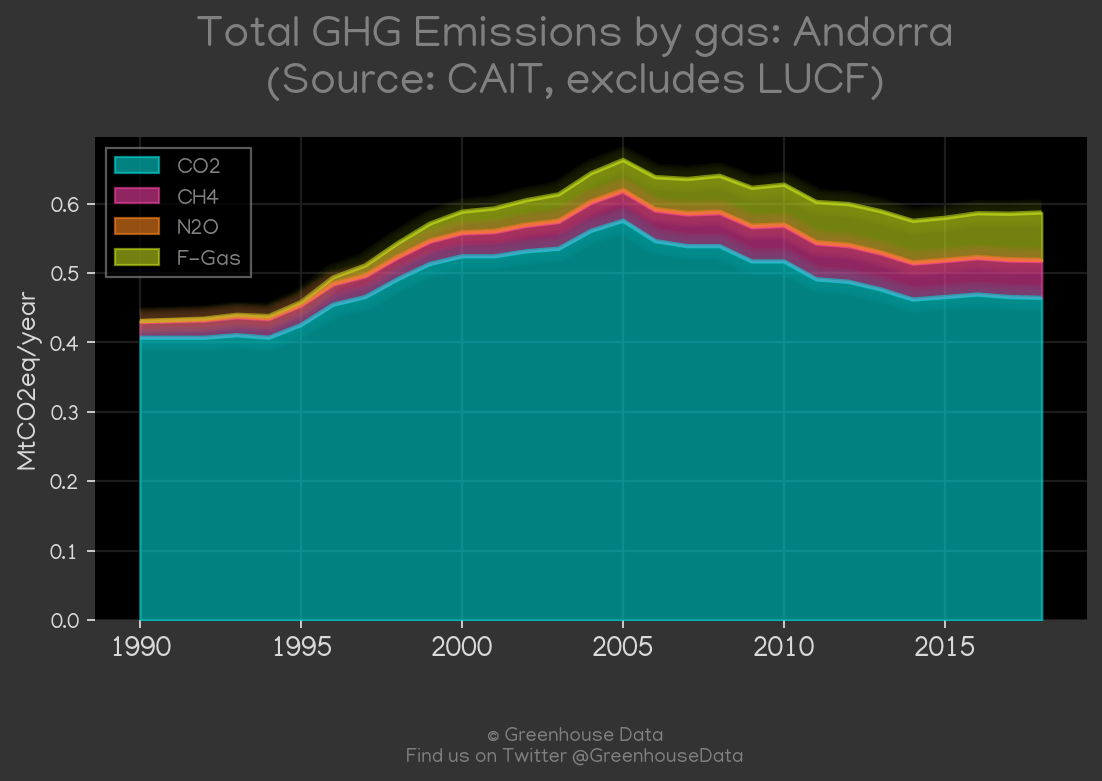 Total GHG Emissions by gas: Andorra
(Source: CAIT, excludes LUCF)
CO2
CH4
N2O
F-Gas
MtCO2eq/year
0.6
0.5
0.4
0.3
0.2
0.1
0.0
1990 1995 2000 2005 2010 2015
© Greenhouse Data
Find us on Twitter @GreenhouseData